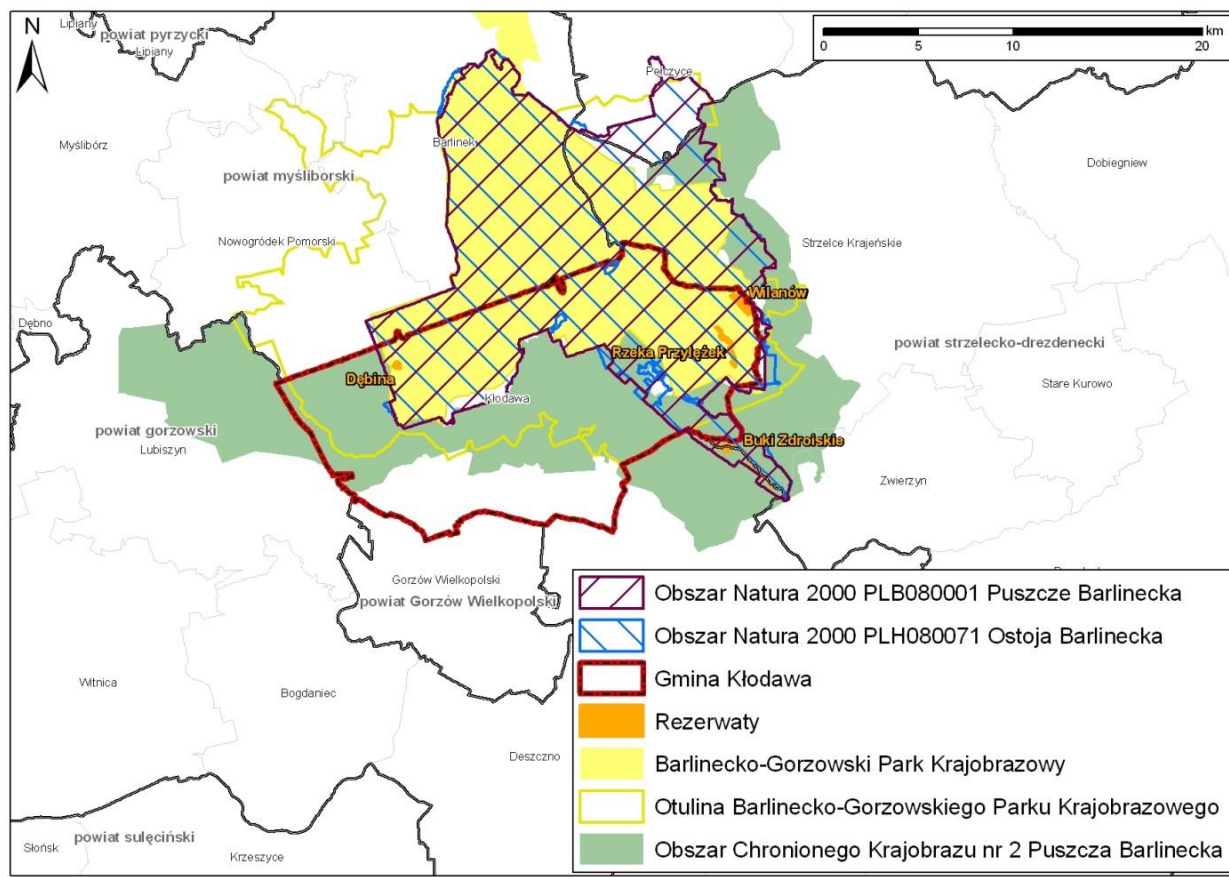 N
Lipiany
powiat pyrzycki
Lipiany
km
0 5 10 20
Pełczyce
Myślibórz
Barlinek
Dobiegniew
powiat myśliborski
Nowogródek Pomorski
Strzelce Krajeńskie
Wilanów
Dębno
Rzeka Przyłężek
powiat strzelecko-drezdenecki
Dębina
Stare Kurowo
Kłodawa
powiat gorzowski
Lubiszyn
Buki Zdroiskie
Zwierzyn
Gorzów Wielkopolski
powiat Gorzów Wielkopolski
Witnica
Bogdaniec
Deszczno
powiat sulęciński
Słońsk
Krzeszyce
Obszar Natura 2000 PLB080001 Puszcze Barlinecka
Obszar Natura 2000 PLH080071 Ostoja Barlinecka
Gmina Kłodawa
Rezerwaty
Barlinecko-Gorzowski Park Krajobrazowy
Otulina Barlinecko-Gorzowskiego Parku Krajobrazowego
Obszar Chronionego Krajobrazu nr 2 Puszcza Barlinecka